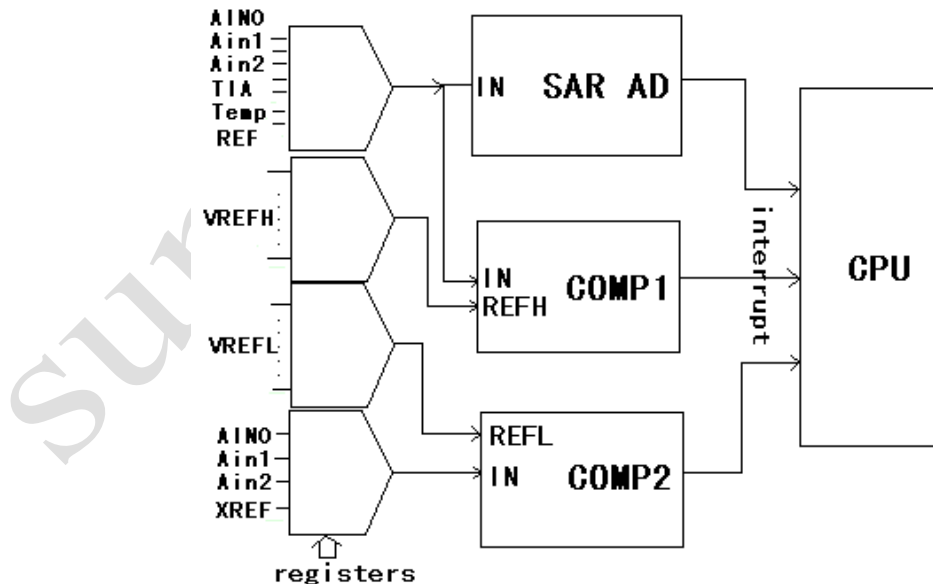 AIN0
Ain1
Ain2
TIA
Temp
REF
IN SAR AD
VREFH
IN
REFH
COMP1
interrupt
CPU
VREFL
AIN0
Ain1
Ain2
XREF
REFL
IN
COMP2
registers